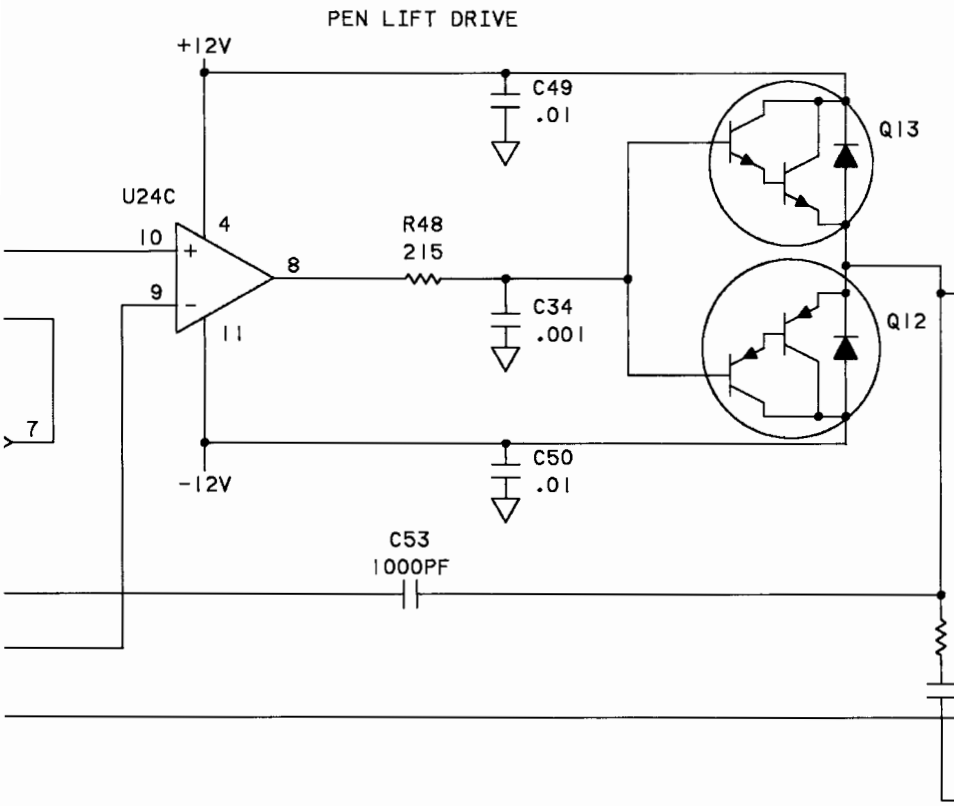 PEN LIFT DRIVE
+12V
C49
.01
Q13
U24C
4
10
+
8
R48
215
9
-
11
C34
.001
Q12
7
-12V
C50
.01
C53
1000PF